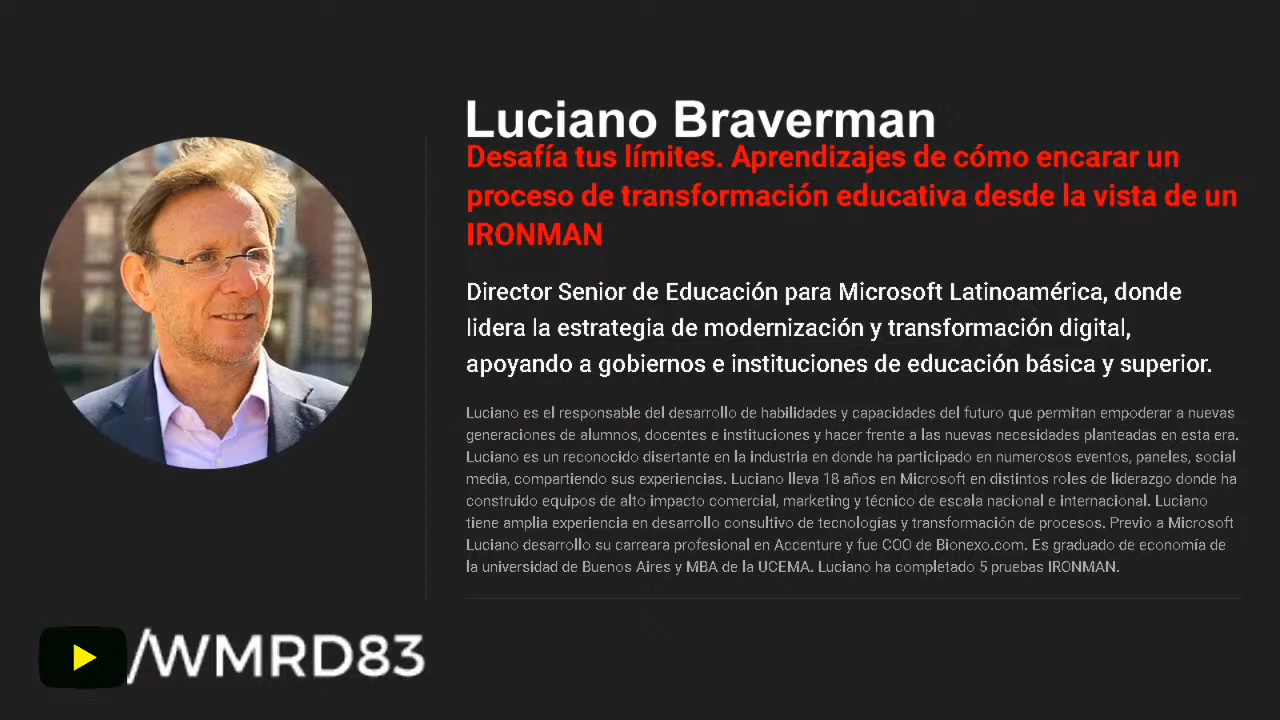 Luciano Braverman
Desafía tus límites. Aprendizajes de cómo encarar un
proceso de transformación educativa desde la vista de un
IRONMAN
Director Senior de Educación para Microsoft Latinoamérica, donde
lidera la estrategia de modernización y transformación digital,
apoyando a gobiernos e instituciones de educación básica y superior.
Luciano es el responsable del desarrollo de habilidades y capacidades del futuro que permitan empoderar a nuevas
generaciones de alumnos, docentes e instituciones y hacer frente a las nuevas necesidades planteadas en esta era.
Luciano es un reconocido disertante en la industria en donde ha participado en numerosos eventos, paneles, social
media, compartiendo sus experiencias. Luciano lleva 18 años en Microsoft en distintos roles de liderazgo donde ha
construido equipos de alto impacto comercial, marketing y técnico de escala nacional e internacional. Luciano
tiene amplia experiencia en desarrollo consultivo de tecnologías y transformación de procesos. Previo a Microsoft
Luciano desarrollo su carreara profesional en Accenture y fue COO de Bionexo.com. Es graduado de economía de
la universidad de Buenos Aires y MBA de la UCEMA. Luciano ha completado 5 pruebas IRONMAN.
/WMRD83